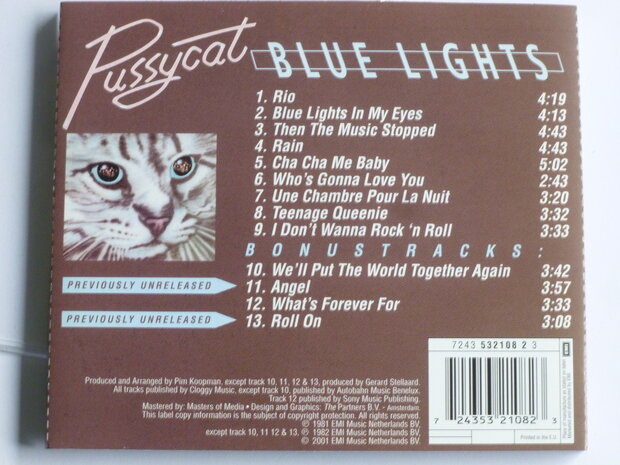 Pussycat BLUE LIGHTS
1. Rio 4:19
2. Blue Lights In My Eyes 4:13
3. Then The Music Stopped 4:43
4. Rain 4:43
5. Cha Cha Me Baby 5:02
6. Who's Gonna Love You 2:43
7. Une Chambre Pour La Nuit 3:20
8. Teenage Queenie 3:32
9. I Don't Wanna Rock 'n Roll 3:33
BONUSTRACKS:
10. We'll Put The World Together Again 3:42
PREVIOUSLY UNRELEASED 11. Angel 3:57
12. What's Forever For 3:33
PREVIOUSLY UNRELEASED 13. Roll On 3:08
7243 532108 2 3
Produced and Arranged by Pim Koopman, except track 10, 11, 12 & 13, produced by Gerard Stellaard.
All tracks published by Cloggy Music, except track 10, published by Autobahn Music Benelux.
Track 12 published by Sony Music Publishing.
Mastered by: Masters of Media • Design and Graphics: The Partners B.V. - Amsterdam.
This label copy information is the subject of copyright protection. All rights reserved.
℗ 1981 EMI Music Netherlands BV.
except track 10, 11 12 & 13, ℗ 1982 EMI Music Netherlands BV.
© 2001 EMI Music Netherlands BV.
7 24353 21082 3
Printed in the E.U.
EMI